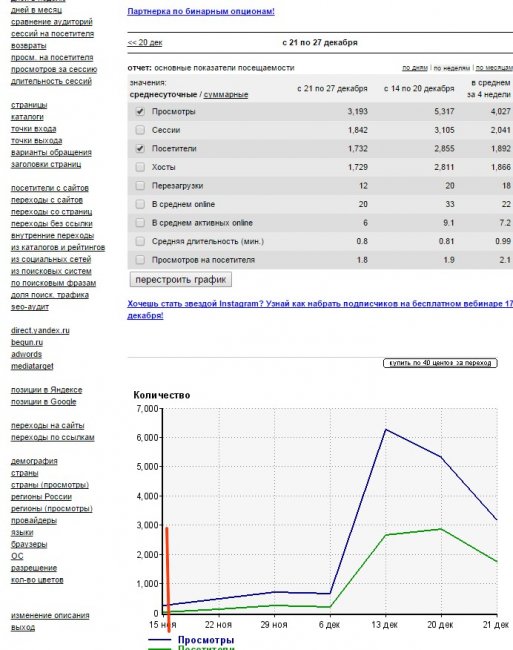 дней в месяц
сравнение аудиторий
сессий на посетителя
возвраты
просм. на посетителя
просмотров за сессию
длительность сессий
страницы
каталоги
точки входа
точки выхода
варианты обращения
заголовки страниц
посетители с сайтов
переходы с сайтов
переходы со страниц
переходы без ссылки
внутренние переходы
из каталогов и рейтингов
из социальных сетей
из поисковых систем
по поисковым фразам
доля поиск. трафика
seo-аудит
direct.yandex.ru
begun.ru
adwords
mediatarget
позиции в Яндексе
позиции в Google
переходы на сайты
переходы по ссылкам
демография
страны
страны (просмотры)
регионы России
регионы (просмотры)
провайдеры
языки
браузеры
ОС
разрешение
кол-во цветов
изменение описания
выход
Партнерка по бинарным опционам!
<< 20 дек с 21 по 27 декабря
отчет: основные показатели посещаемости по дням | по неделям | по месяцам
значения: в среднем
среднесуточные / суммарные с 21 по 27 декабря с 14 по 20 декабря за 4 недели
Просмотры 3,193 5,317 4,027
Сессии 1,842 3,105 2,041
Посетители 1,732 2,855 1,892
Хосты 1,729 2,811 1,866
Перезагрузки 12 20 18
В среднем online 20 33 22
В среднем активных online 6 9.1 7.2
Средняя длительность (мин.) 0.8 0.81 0.99
Просмотров на посетителя 1.8 1.9 2.1
перестроить график
Хочешь стать звездой Instagram? Узнай как набрать подписчиков на бесплатном вебинаре 17
декабря!
купить по 40 центов за переход
Количество
7,000
6,000
5,000
4,000
3,000
2,000
1,000
0
15 ноя 22 ноя 29 ноя 6 дек 13 дек 20 дек 21 дек
Просмотры
Посетители